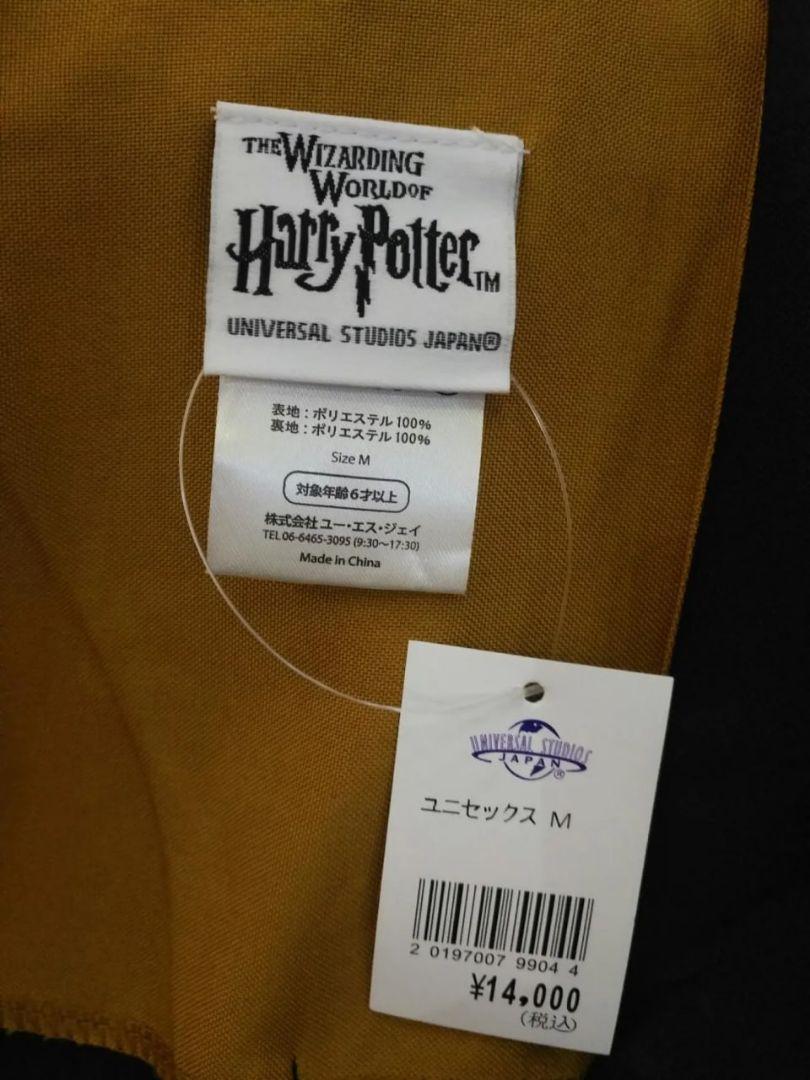 THE WIZARDING
WORLD OF
Harry Potter™
UNIVERSAL STUDIOS JAPAN®
表地：ポリエステル 100%
裏地：ポリエステル 100%
Size M
対象年齢6才以上
株式会社 ユー・エス・ジェイ
TEL 06-6465-3095 (9:30〜17:30)
Made in China
UNIVERSAL STUDIOS
JAPAN®
ユニセックス M
2 0197007 9904 4
¥14,000
(税込)